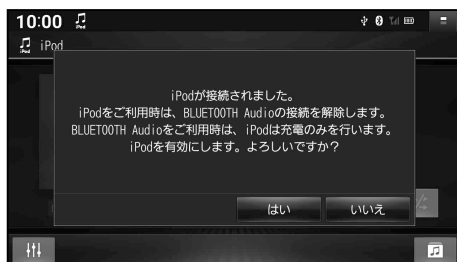 10:00
iPod
iPodが接続されました。
iPodをご利用時は、BLUETOOTH Audioの接続を解除します。
BLUETOOTH Audioをご利用時は、iPodは充電のみを行います。
iPodを有効にします。よろしいですか？
はい いいえ